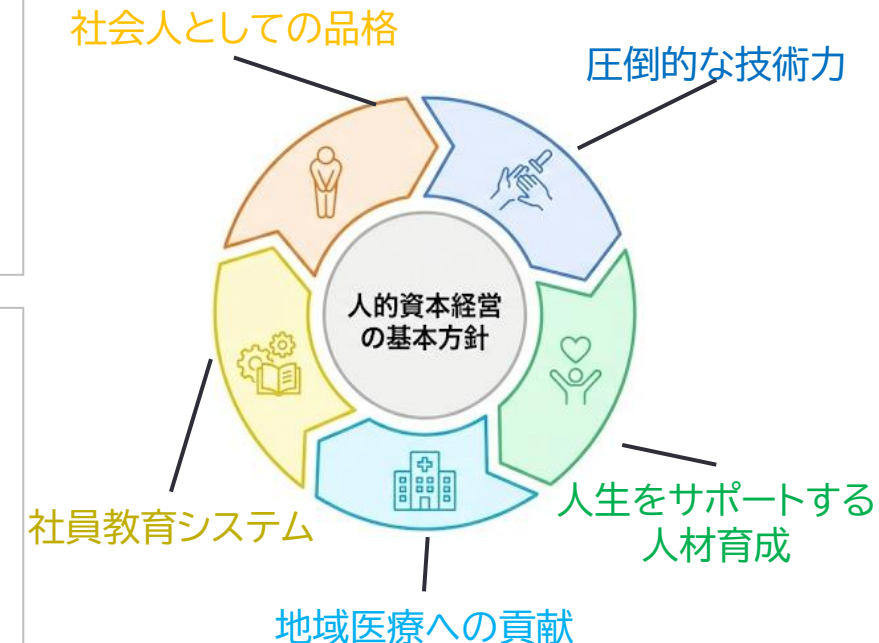 社会人としての品格
圧倒的な技術力
人的資本経営
の基本方針
人生をサポートする
人材育成
社員教育システム
地域医療への貢献